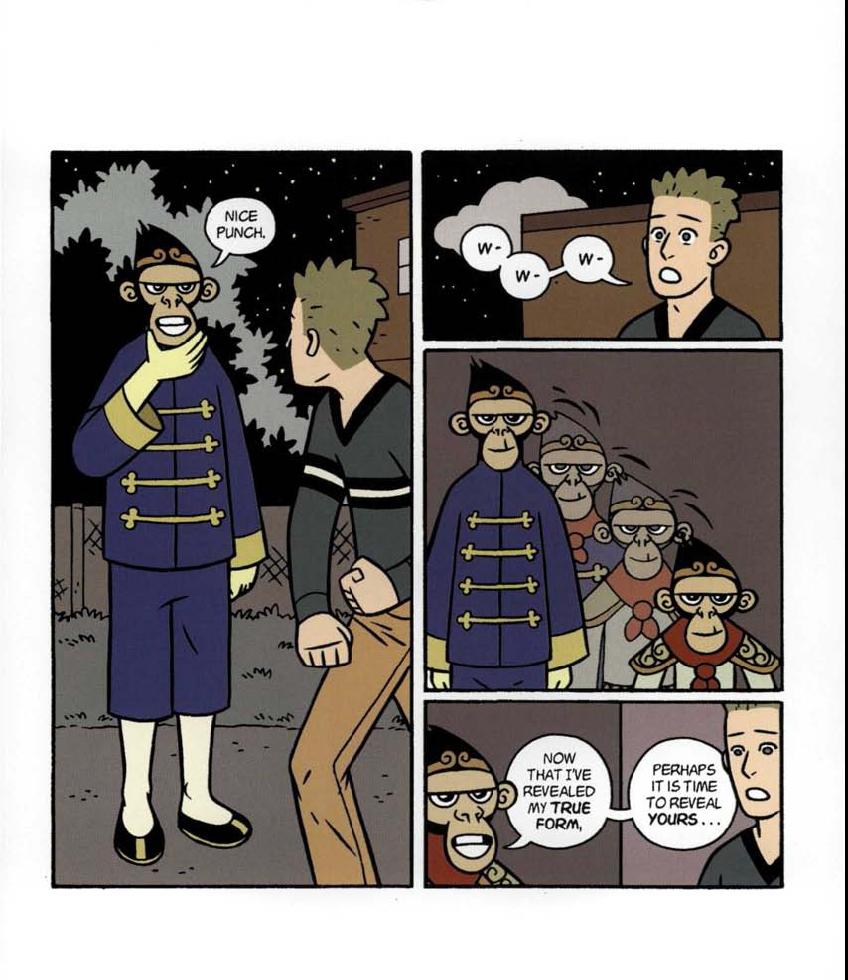 NICE
PUNCH.
W-
W-
W-
NOW
THAT I'VE
REVEALED
MY TRUE
FORM,
PERHAPS
IT IS TIME
TO REVEAL
YOURS...